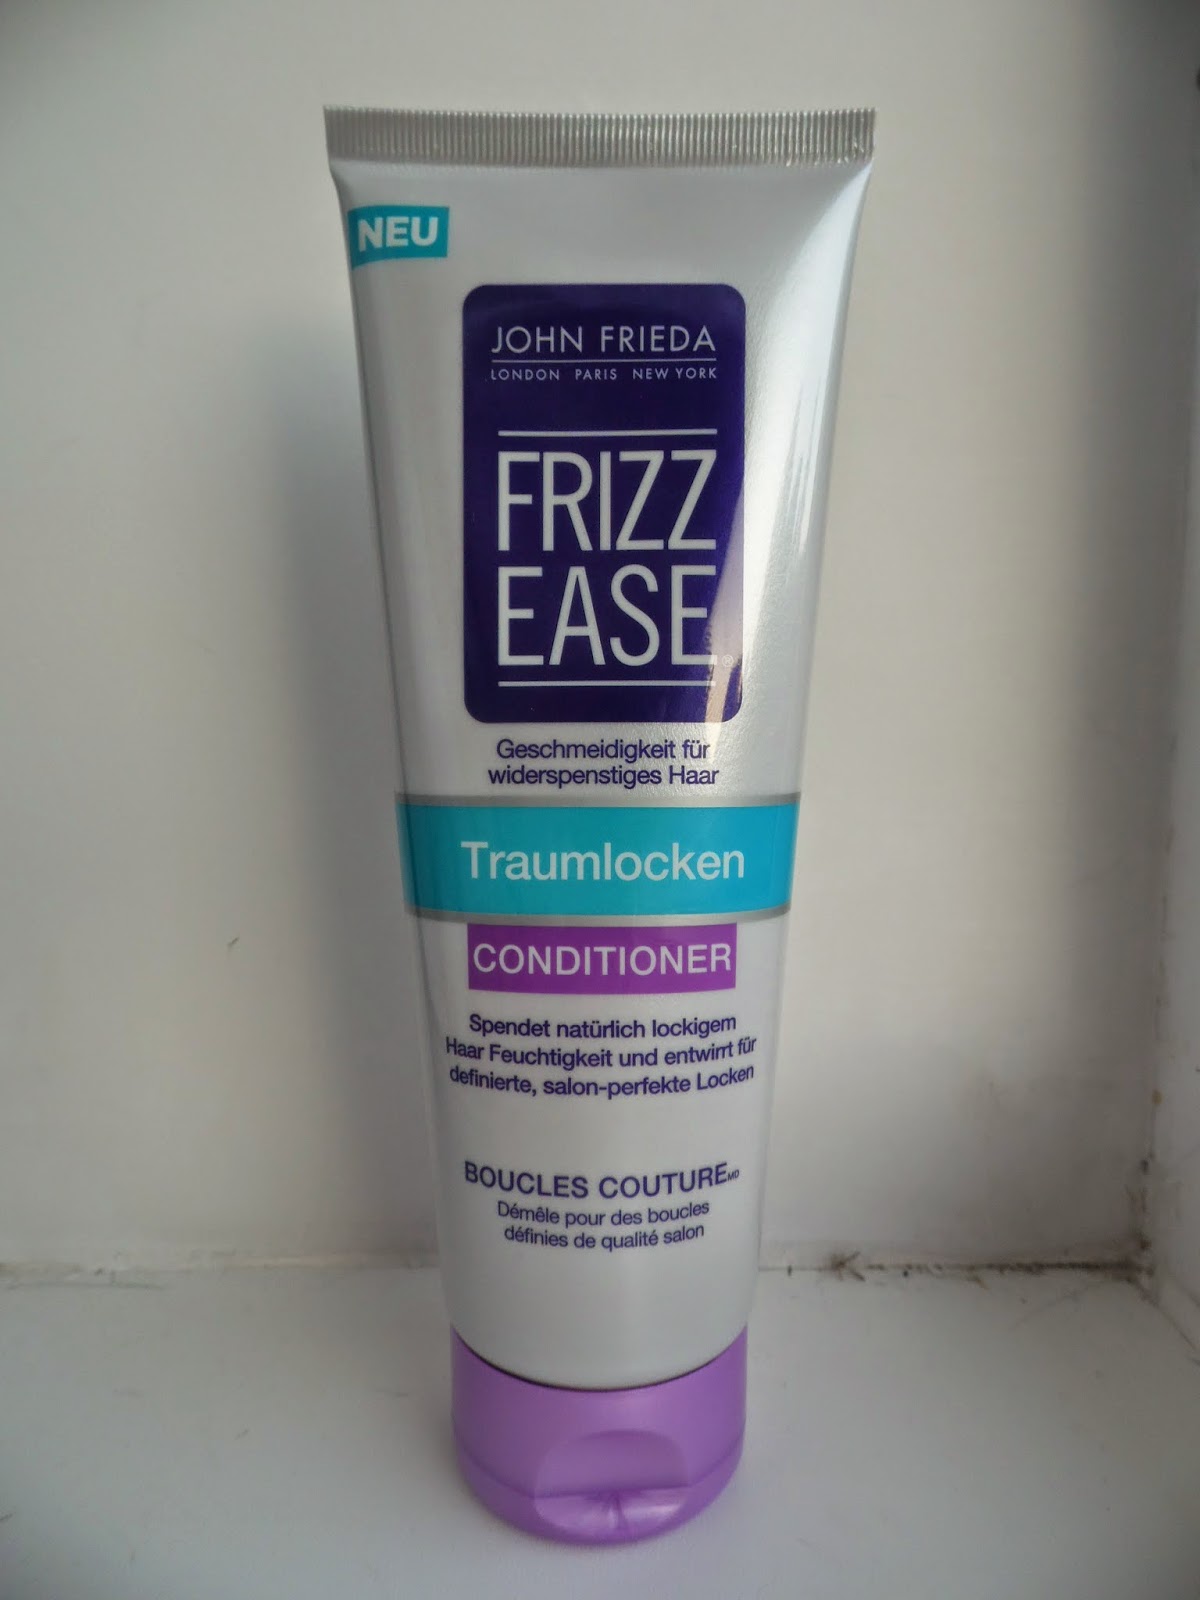 NEU
JOHN FRIEDA
LONDON PARIS NEW YORK
FRIZZ
EASE®
Geschmeidigkeit für
widerspenstiges Haar
Traumlocken
CONDITIONER
Spendet natürlich lockigem
Haar Feuchtigkeit und entwirrt für
definierte, salon-perfekte Locken
BOUCLES COUTURE MD
Démêle pour des boucles
définies de qualité salon